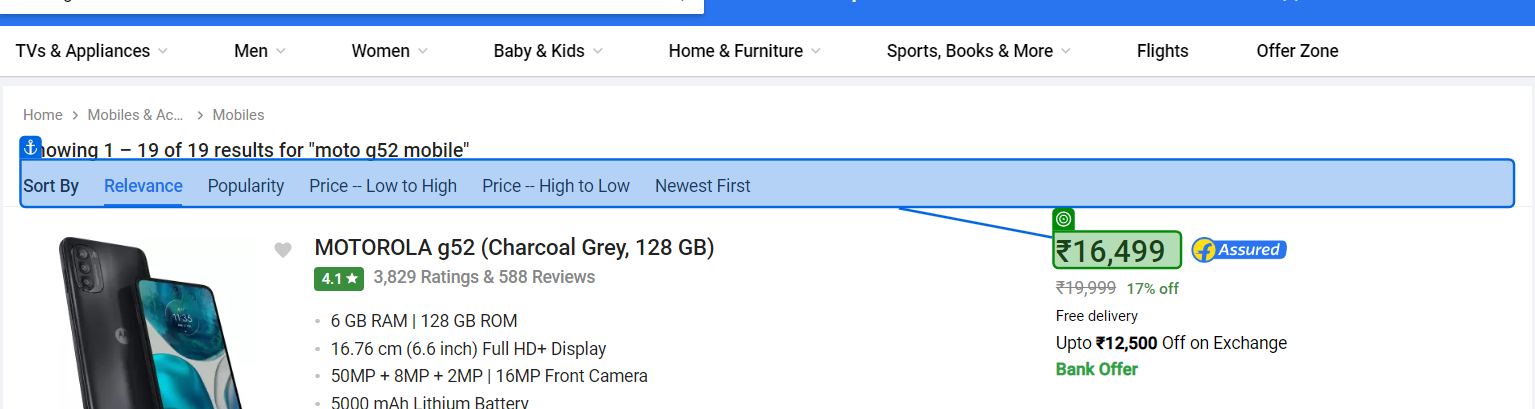 TVs & Appliances Men Women Baby & Kids Home & Furniture Sports, Books & More Flights Offer Zone
Home > Mobiles & Ac... > Mobiles
howing 1 – 19 of 19 results for "moto g52 mobile"
Sort By Relevance Popularity Price -- Low to High Price -- High to Low Newest First
MOTOROLA g52 (Charcoal Grey, 128 GB)
4.1★ 3,829 Ratings & 588 Reviews
6 GB RAM | 128 GB ROM
16.76 cm (6.6 inch) Full HD+ Display
50MP + 8MP + 2MP | 16MP Front Camera
5000 mAh Lithium Battery
₹16,499 Assured
₹19,999 17% off
Free delivery
Upto ₹12,500 Off on Exchange
Bank Offer
11:35